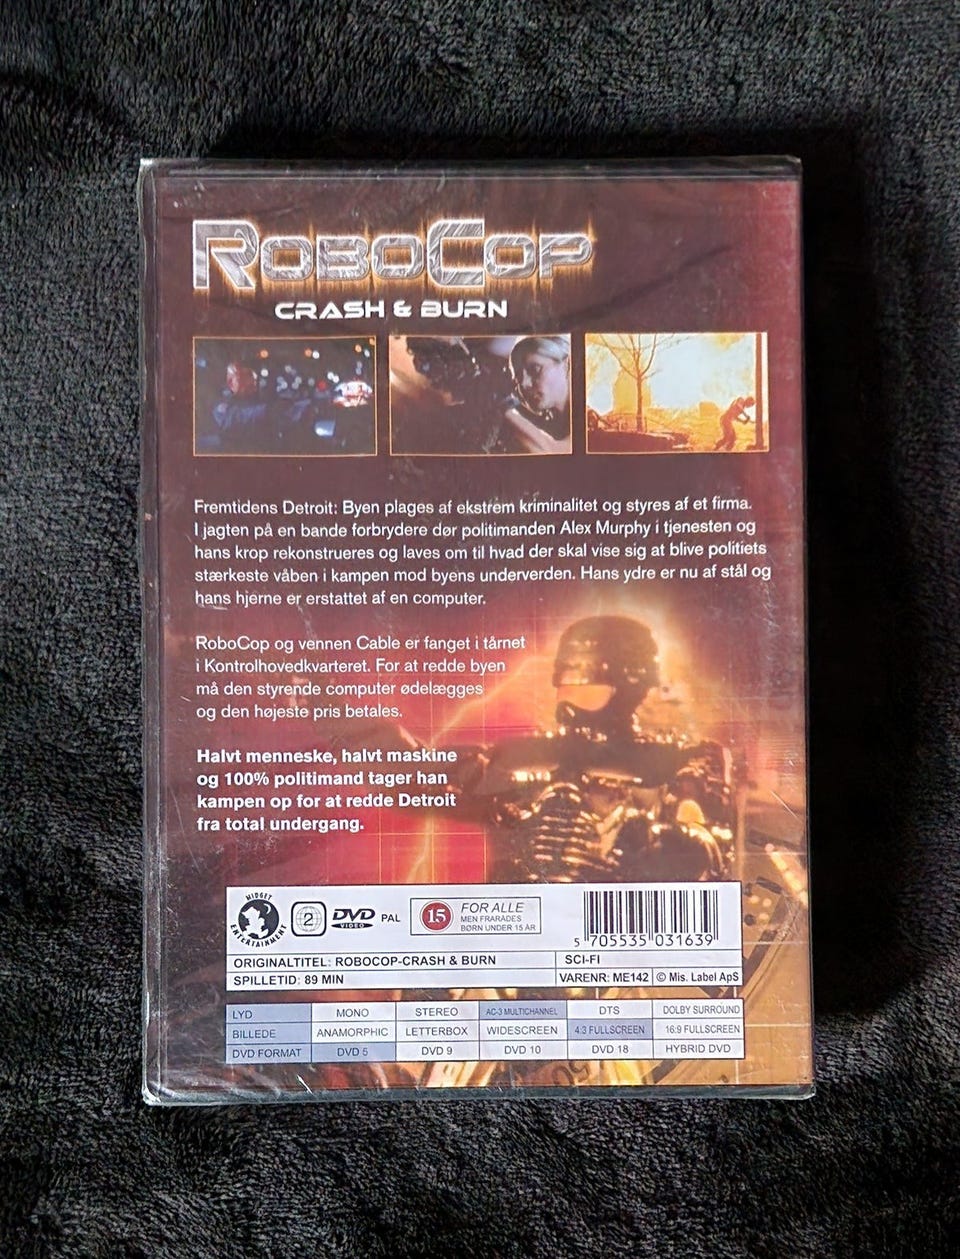 ROBOCOP
CRASH & BURN
Fremtidens Detroit: Byen plages af ekstrem kriminalitet og styres af et firma.
I jagten på en bande forbrydere dør politimanden Alex Murphy i tjenesten og
hans krop rekonstrueres og laves om til hvad der skal vise sig at blive politiets
stærkeste våben i kampen mod byens underverden. Hans ydre er nu af stål og
hans hjerne er erstattet af en computer.
RoboCop og vennen Cable er fanget i tårnet
i Kontrolhovedkvarteret. For at redde byen
må den styrende computer ødelægges
og den højeste pris betales.
Halvt menneske, halvt maskine
og 100% politimand tager han
kampen op for at redde Detroit
fra total undergang.
MIDGET ENTERTAINMENT
2
DVD VIDEO
PAL
15
FOR ALLE
MEN FRARÅDES
BØRN UNDER 15 ÅR
5 705535 031639
ORIGINALTITEL: ROBOCOP-CRASH & BURN SCI-FI
SPILLETID: 89 MIN VARENR: ME142 © Mis. Label ApS
LYD MONO STEREO AC-3 MULTICHANNEL DTS DOLBY SURROUND
BILLEDE ANAMORPHIC LETTERBOX WIDESCREEN 4:3 FULLSCREEN 16:9 FULLSCREEN
DVD FORMAT DVD 5 DVD 9 DVD 10 DVD 18 HYBRID DVD